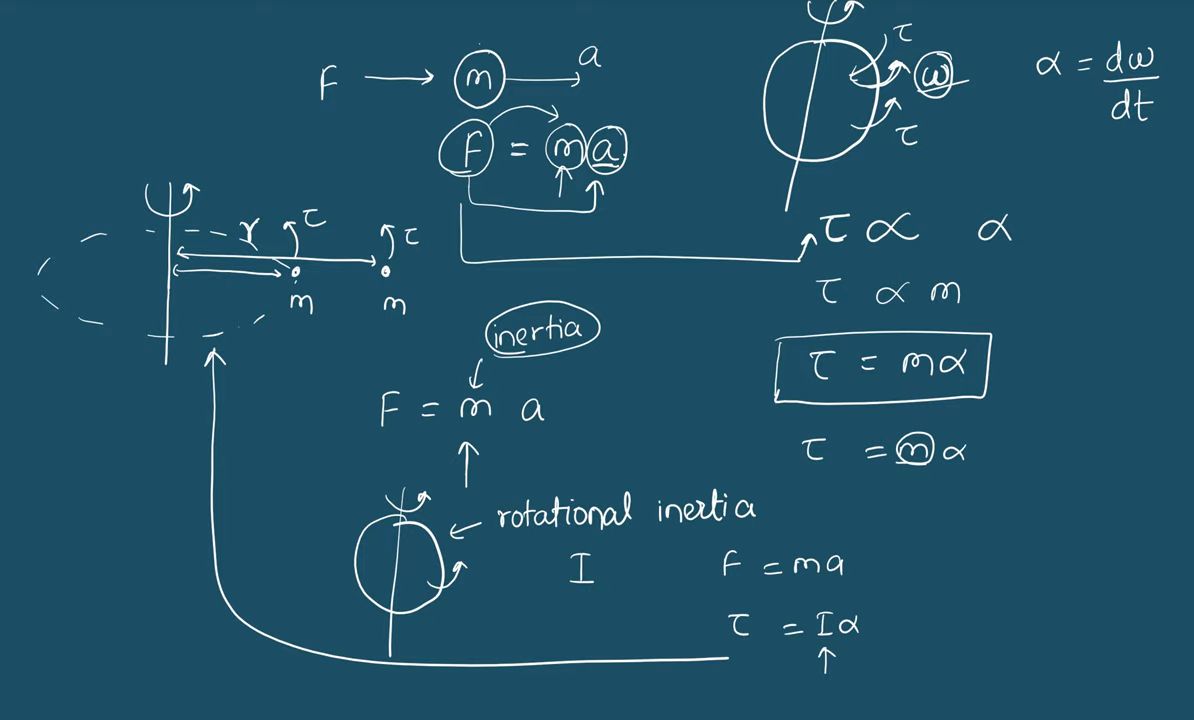 F → m → a
F = ma
τ
ω
τ
α = dω/dt
r τ τ
m m
τ ∝ α
τ ∝ m
τ = mα
τ = mα
inertia
F = m a
rotational inertia
I
F = ma
τ = Iα